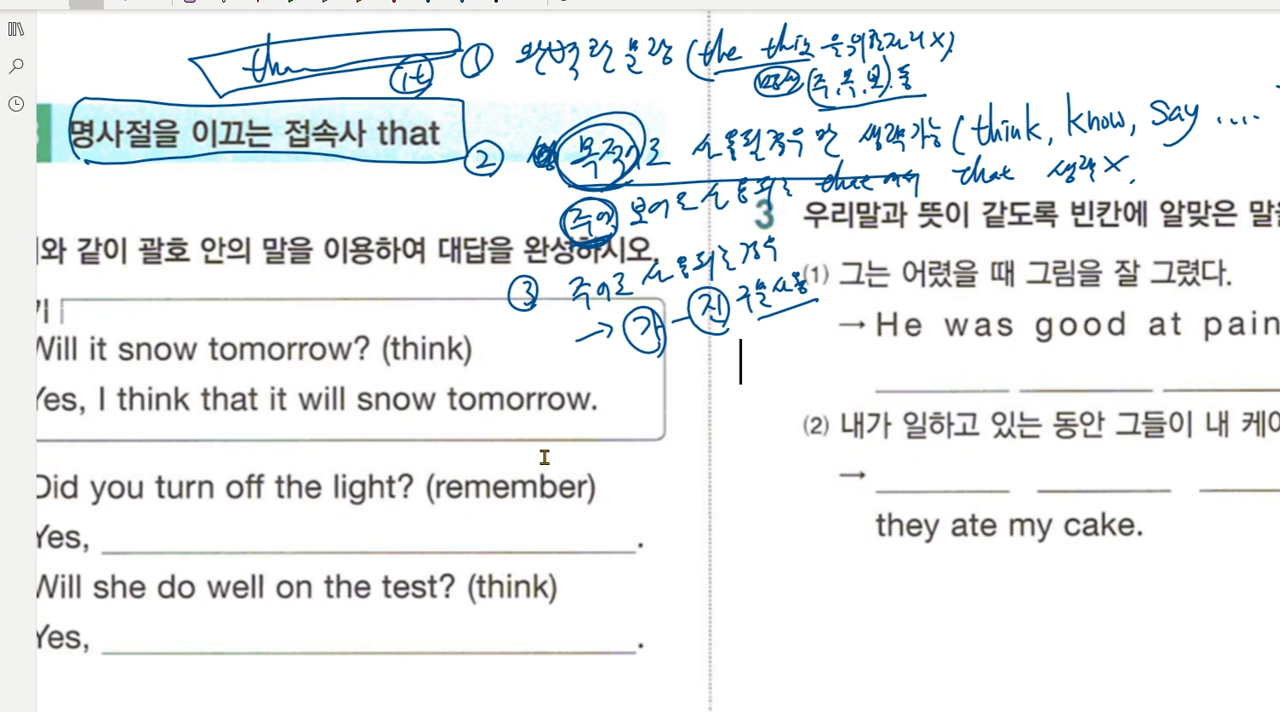 tha
it
① 완벽한 문장 (the this
(주, 목, 보) 등
명사절을 이끄는 접속사 that
② 목적어로 사용될 경우만 생략가능 (think, know, say ....
주어 보어로 사용되는 that 생략 X.
와 같이 괄호 안의 말을 이용하여 대답을 완성하시오.
③ 주어로 사용되는 경우
→ 가 - 진 구문 사용
기
Will it snow tomorrow? (think)
Yes, I think that it will snow tomorrow.
Did you turn off the light? (remember)
Yes, .
Will she do well on the test? (think)
Yes, .
3 우리말과 뜻이 같도록 빈칸에 알맞은 말을
(1) 그는 어렸을 때 그림을 잘 그렸다.
→ He was good at pain
(2) 내가 일하고 있는 동안 그들이 내 케이
→
they ate my cake.